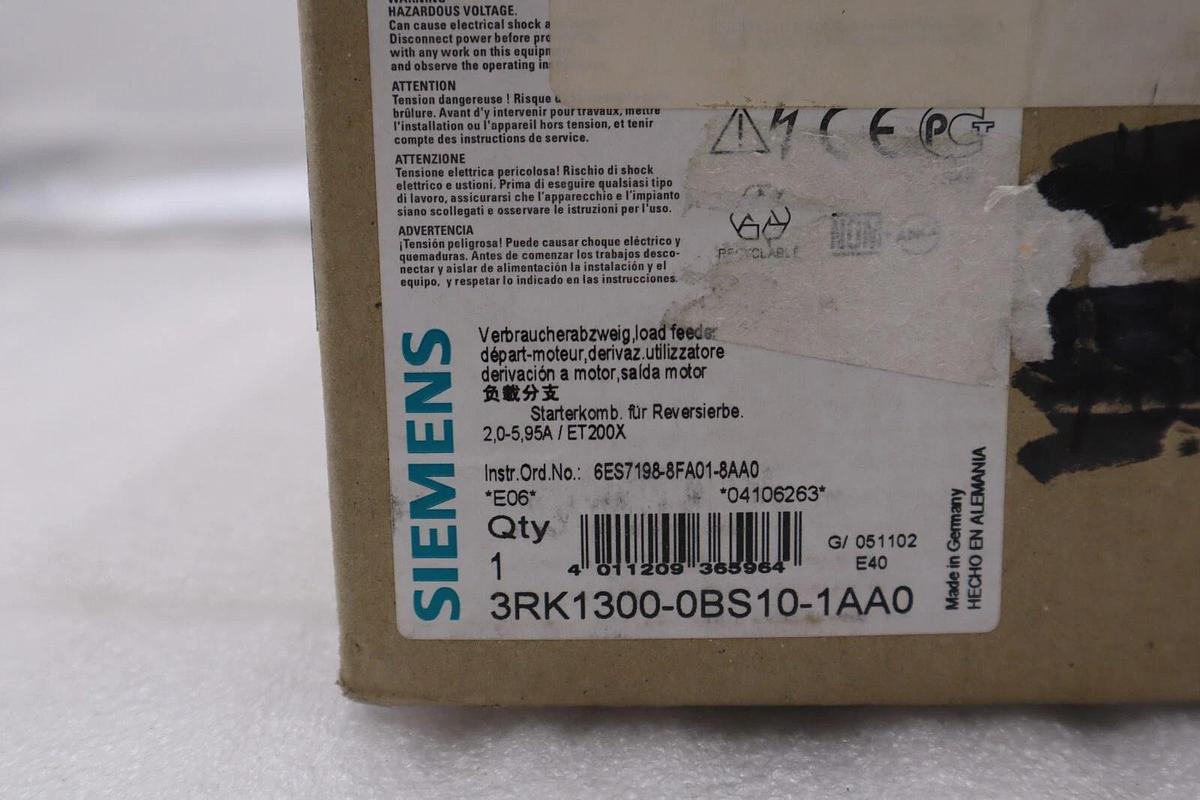 HAZARDOUS VOLTAGE.
Can cause electrical shock
Disconnect power before
with any work on this
and observe the operating
ATTENTION
Tension dangereuse ! Risque
brûlure. Avant d'y intervenir pour travaux, mettre
l'installation ou l'appareil hors tension, et tenir
compte des instructions de service.
ATTENZIONE
Tensione elettrica pericolosa! Rischio di shock
elettrico e ustioni. Prima di eseguire qualsiasi tipo
di lavoro, assicurarsi che l'apparecchio e l'impianto
siano scollegati e osservare le istruzioni per l'uso.
ADVERTENCIA
¡Tensión peligrosa! Puede causar choque eléctrico y
quemaduras. Antes de comenzar los trabajos desco-
nectar y aislar de alimentación la instalación y el
equipo, y respetar lo indicado en las instrucciones.
CE
RECYCLABLE
NOM
SIEMENS
Verbraucherabzweig,load feeder
départ-moteur,derivaz.utilizzatore
derivación a motor,saída motor
负载分支
Starterkomb. für Reversierbe.
2,0-5,95A / ET200X
Instr.Ord.No.: 6ES7198-8FA01-8AA0
*E06* *04106263*
Qty
1
4 011209 365964
G/ 051102
E40
3RK1300-0BS10-1AA0
Made in Germany
HECHO EN ALEMANIA